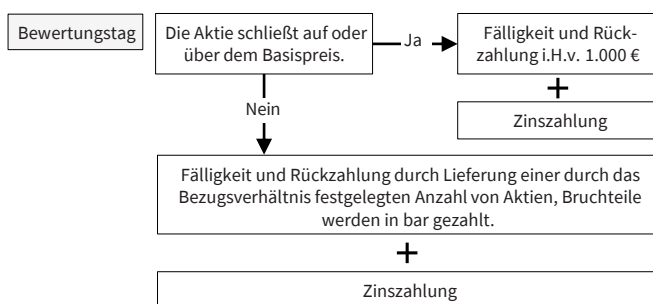 Bewertungstag
Die Aktie schließt auf oder
über dem Basispreis.
Ja
Fälligkeit und Rück-
zahlung i.H.v. 1.000 €
+
Zinszahlung
Nein
Fälligkeit und Rückzahlung durch Lieferung einer durch das
Bezugsverhältnis festgelegten Anzahl von Aktien, Bruchteile
werden in bar gezahlt.
+
Zinszahlung